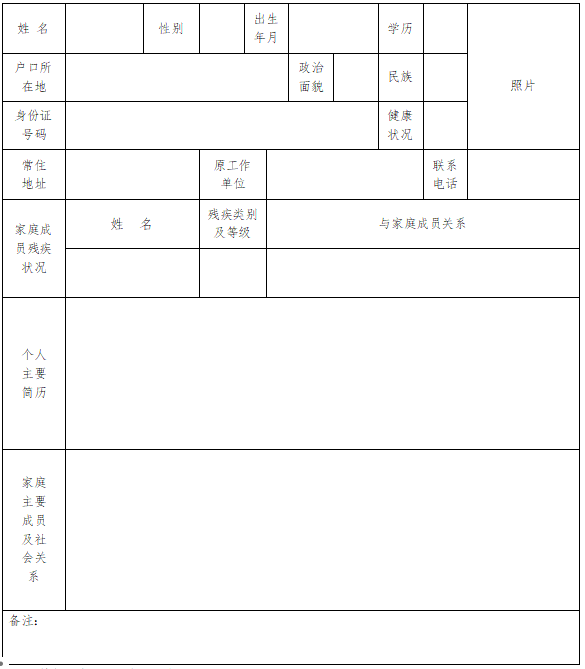 姓 名 性别 出生年月 学历 照片
户口所在地 政治面貌 民族
身份证号码 健康状况
常住地址 原工作单位 联系电话
家庭成员残疾状况 姓 名 残疾类别及等级 与家庭成员关系
个人主要简历
家庭主要成员及社会关系
备注：